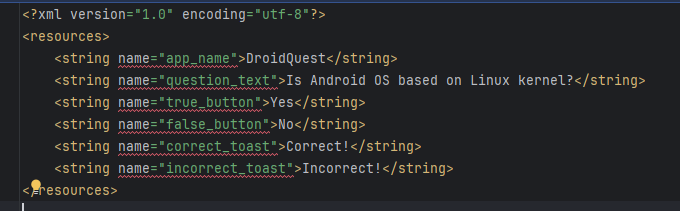 <?xml version="1.0" encoding="utf-8"?>
<resources>
    <string name="app_name">DroidQuest</string>
    <string name="question_text">Is Android OS based on Linux kernel?</string>
    <string name="true_button">Yes</string>
    <string name="false_button">No</string>
    <string name="correct_toast">Correct!</string>
    <string name="incorrect_toast">Incorrect!</string>
</resources>